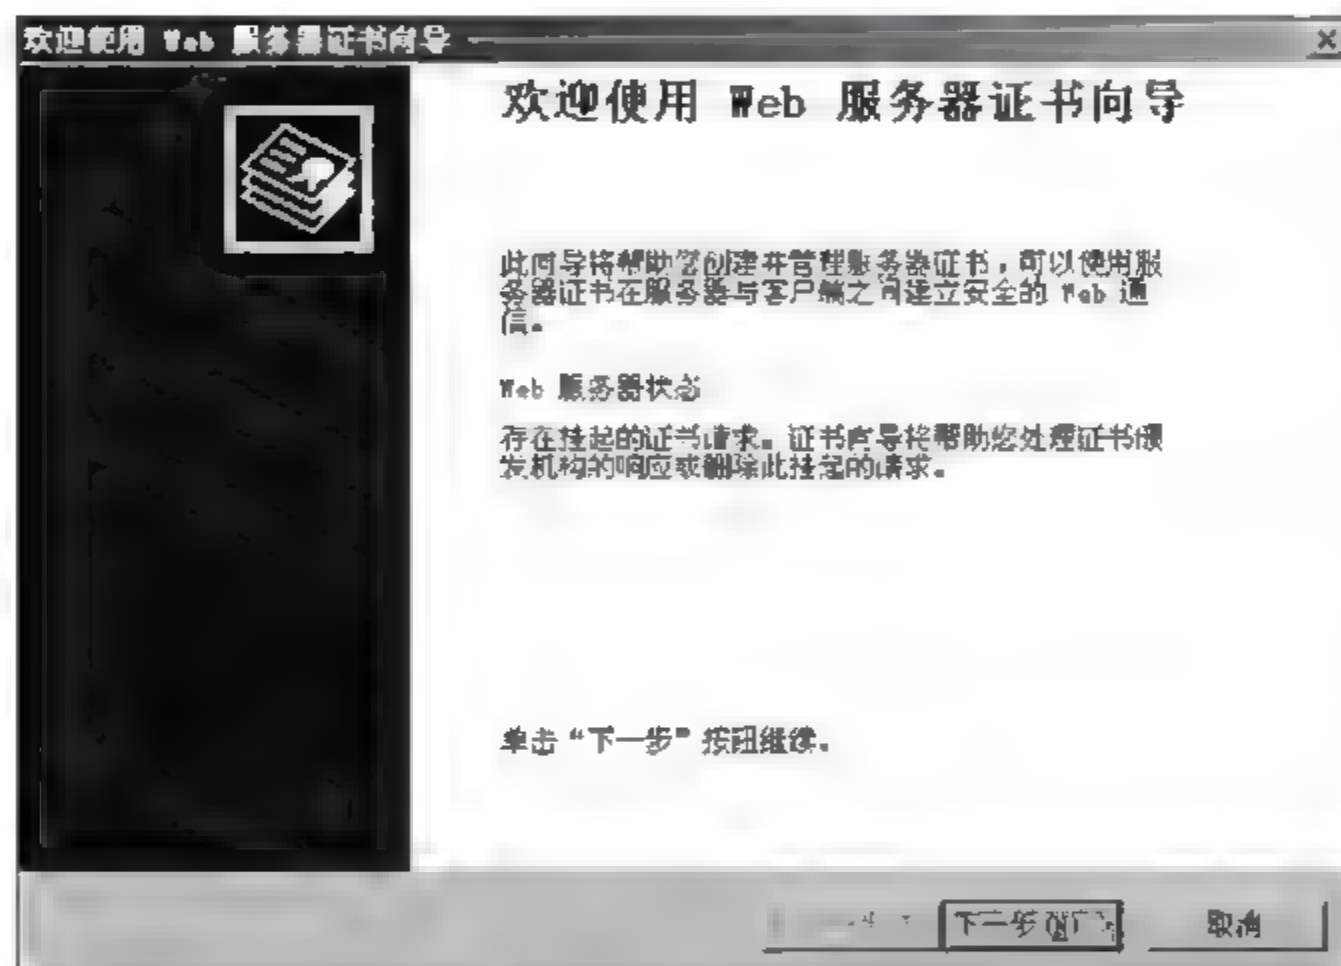 欢迎使用 Web 服务器证书向导
欢迎使用 Web 服务器证书向导
此向导将帮助您创建并管理服务器证书，可以使用服
务器证书在服务器与客户端之间建立安全的 Web 通
信。
Web 服务器状态
存在挂起的证书请求。证书向导将帮助您处理证书颁
发机构的响应或删除此挂起的请求。
单击“下一步”按钮继续。
下一步
取消